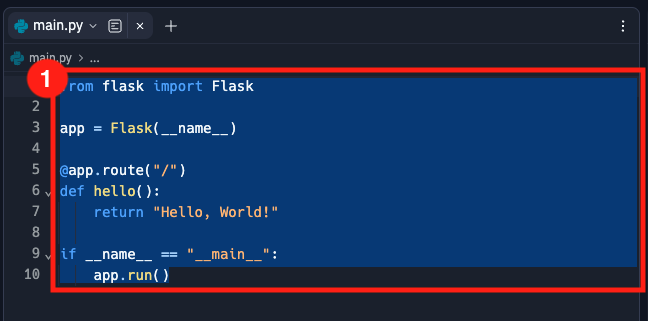 main.py
main.py > ...
1 from flask import Flask
2
3 app = Flask(__name__)
4
5 @app.route("/")
6 def hello():
7     return "Hello, World!"
8
9 if __name__ == "__main__":
10     app.run()